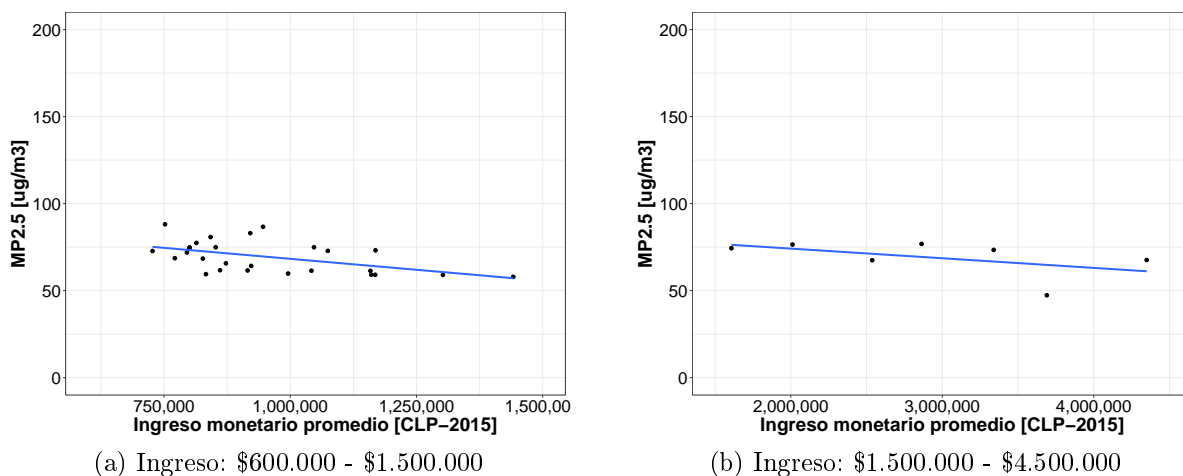 200
150
100
50
0
MP2.5 [ug/m3]
750,000 1,000,000 1,250,000 1,500,00
Ingreso monetario promedio [CLP−2015]
(a) Ingreso: $600.000 - $1.500.000
200
150
100
50
0
MP2.5 [ug/m3]
2,000,000 3,000,000 4,000,000
Ingreso monetario promedio [CLP−2015]
(b) Ingreso: $1.500.000 - $4.500.000